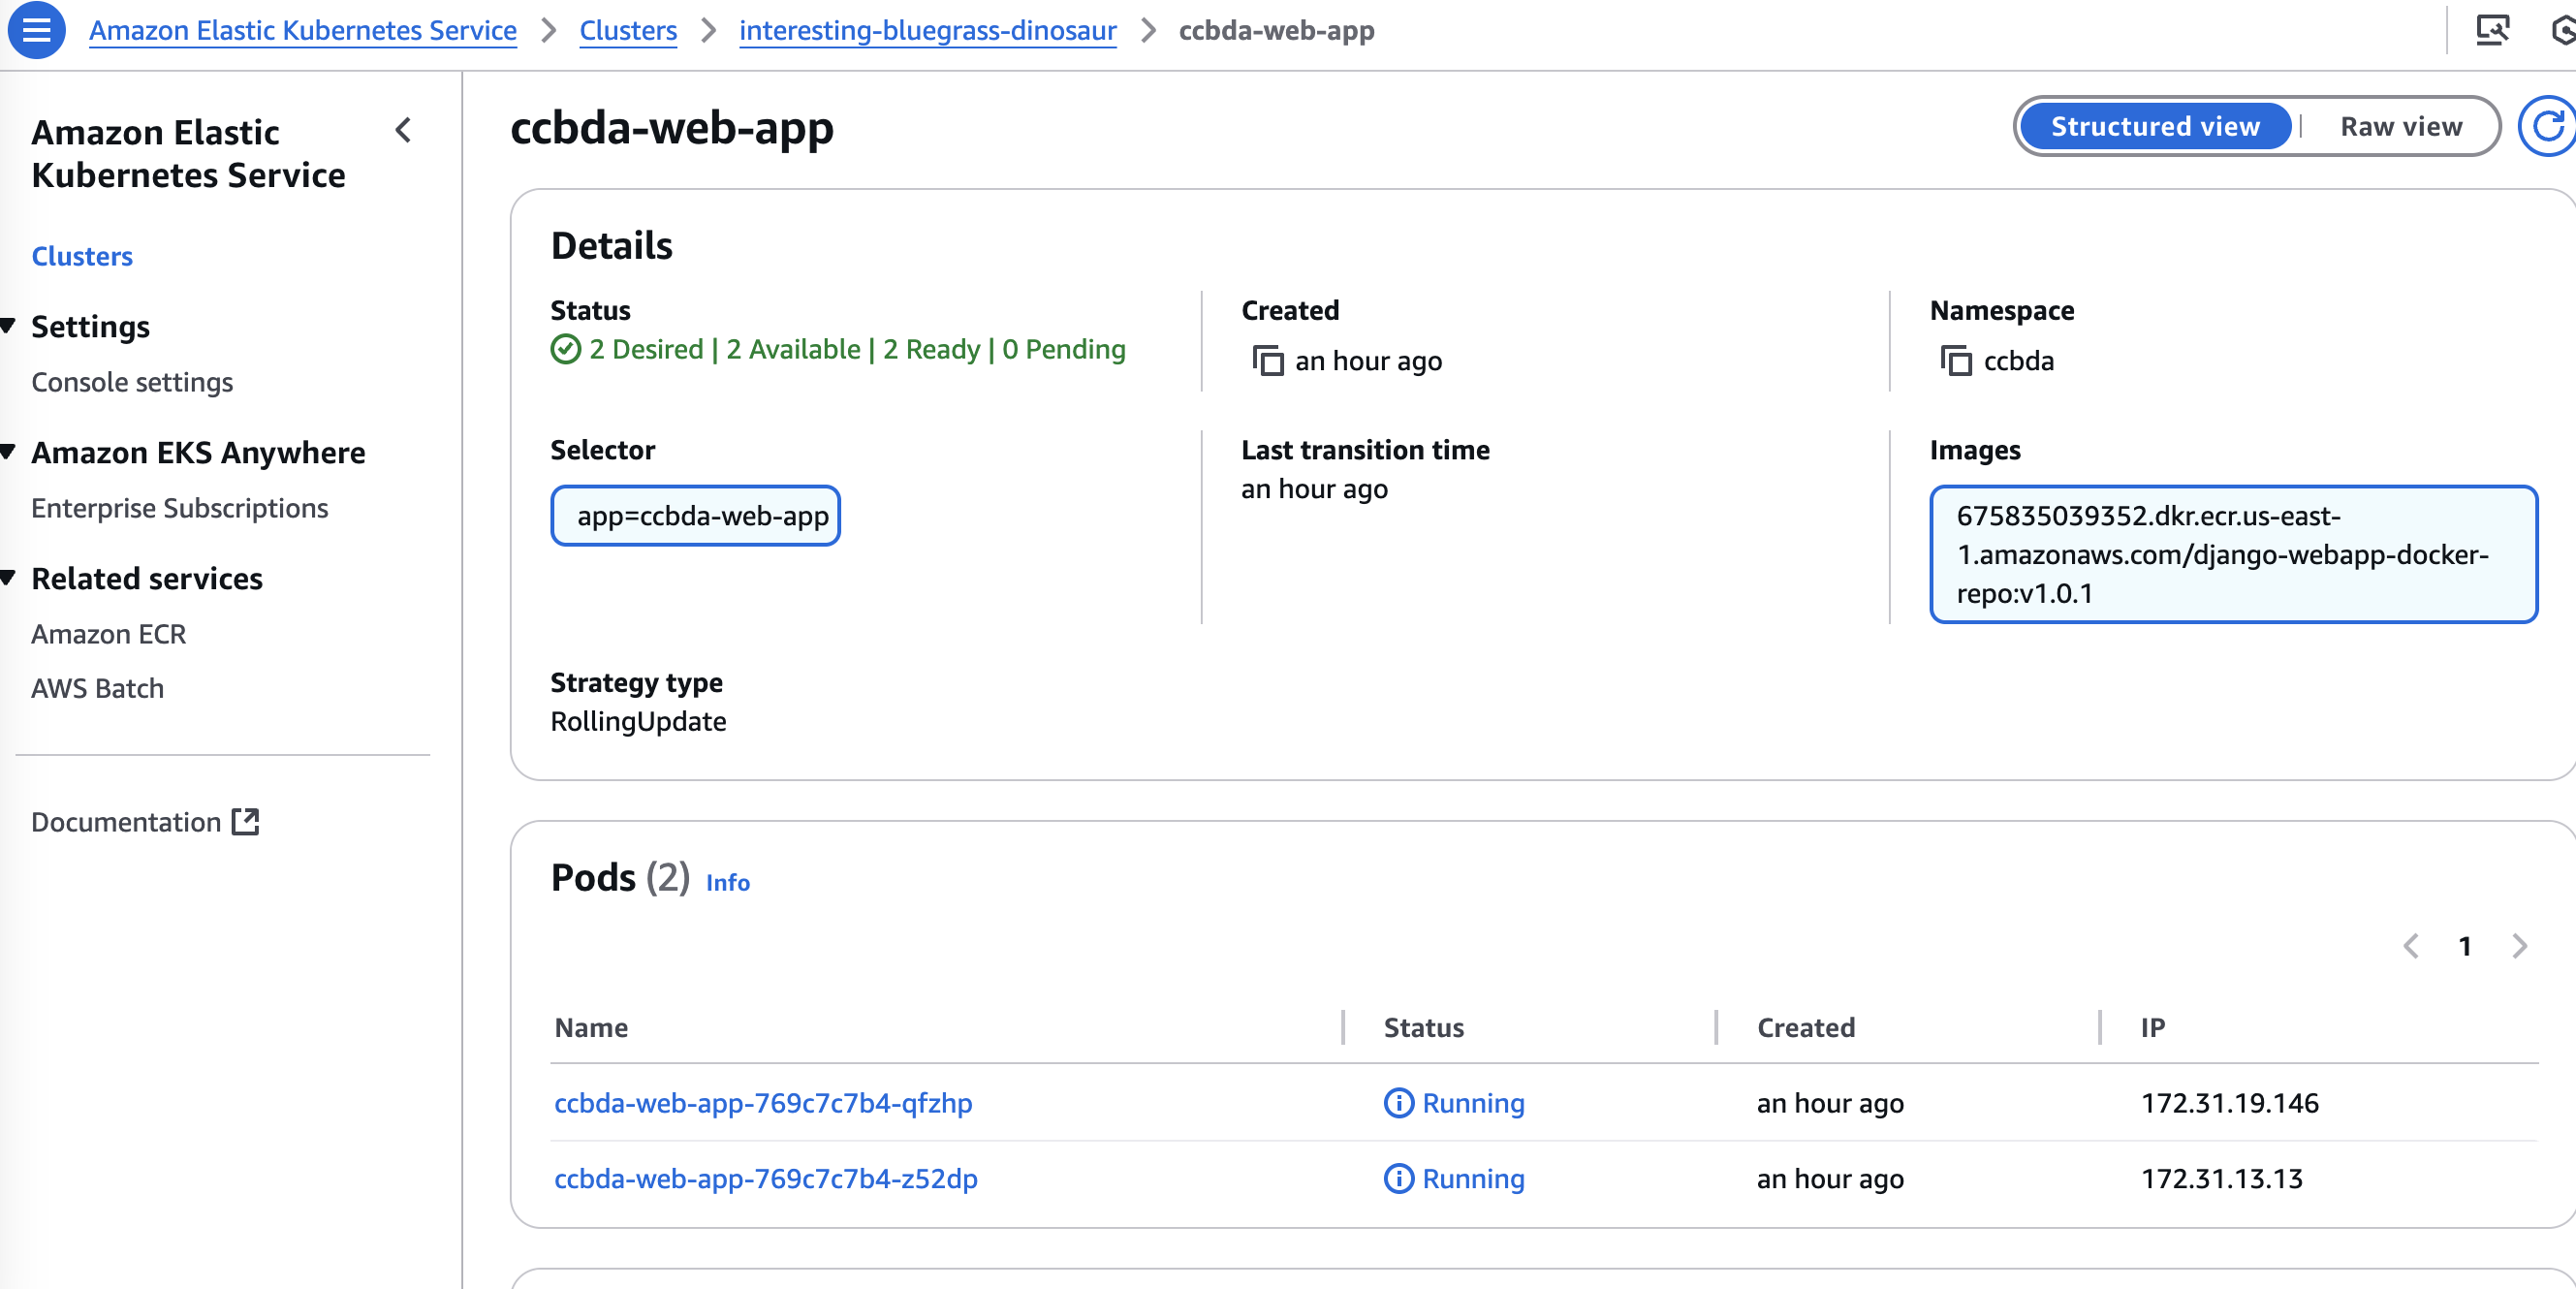 Amazon Elastic Kubernetes Service > Clusters > interesting-bluegrass-dinosaur > ccbda-web-app
Amazon Elastic
Kubernetes Service
Clusters
Settings
Console settings
Amazon EKS Anywhere
Enterprise Subscriptions
Related services
Amazon ECR
AWS Batch
Documentation
ccbda-web-app
Structured view | Raw view
Details
Status
2 Desired | 2 Available | 2 Ready | 0 Pending
Created
an hour ago
Namespace
ccbda
Selector
app=ccbda-web-app
Last transition time
an hour ago
Images
675835039352.dkr.ecr.us-east-
1.amazonaws.com/django-webapp-docker-
repo:v1.0.1
Strategy type
RollingUpdate
Pods (2) Info
1
Name Status Created IP
ccbda-web-app-769c7c7b4-qfzhp Running an hour ago 172.31.19.146
ccbda-web-app-769c7c7b4-z52dp Running an hour ago 172.31.13.13